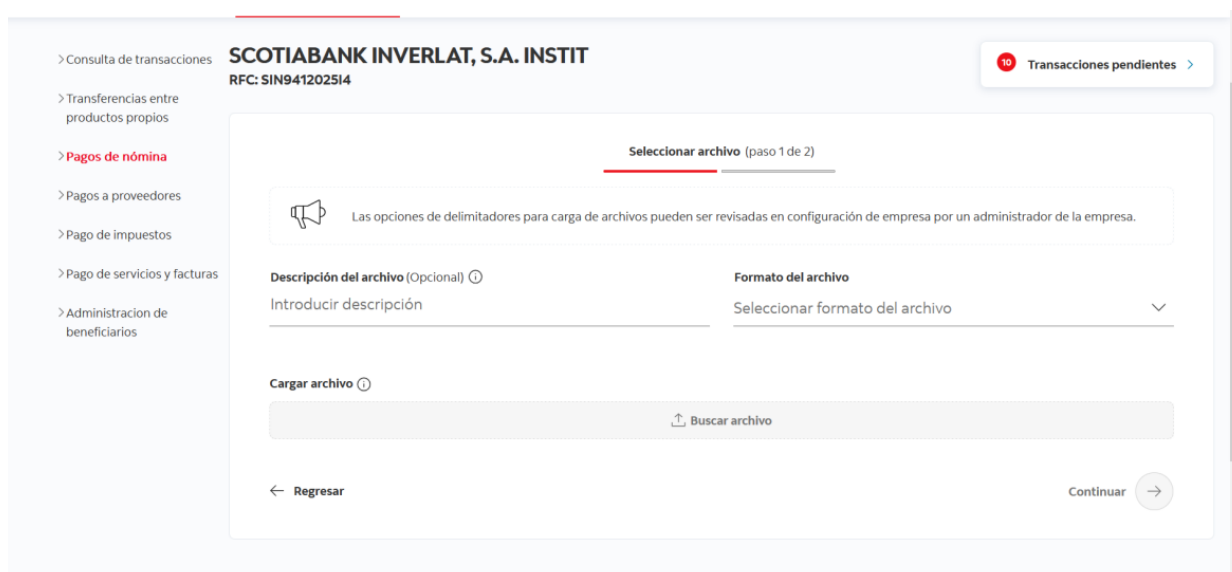 >Consulta de transacciones
>Transferencias entre
productos propios
>Pagos de nómina
>Pagos a proveedores
>Pago de impuestos
>Pago de servicios y facturas
>Administracion de
beneficiarios
SCOTIABANK INVERLAT, S.A. INSTIT
RFC: SIN9412025I4
10 Transacciones pendientes >
Seleccionar archivo (paso 1 de 2)
Las opciones de delimitadores para carga de archivos pueden ser revisadas en configuración de empresa por un administrador de la empresa.
Descripción del archivo (Opcional)
Introducir descripción
Formato del archivo
Seleccionar formato del archivo
Cargar archivo
Buscar archivo
← Regresar
Continuar →